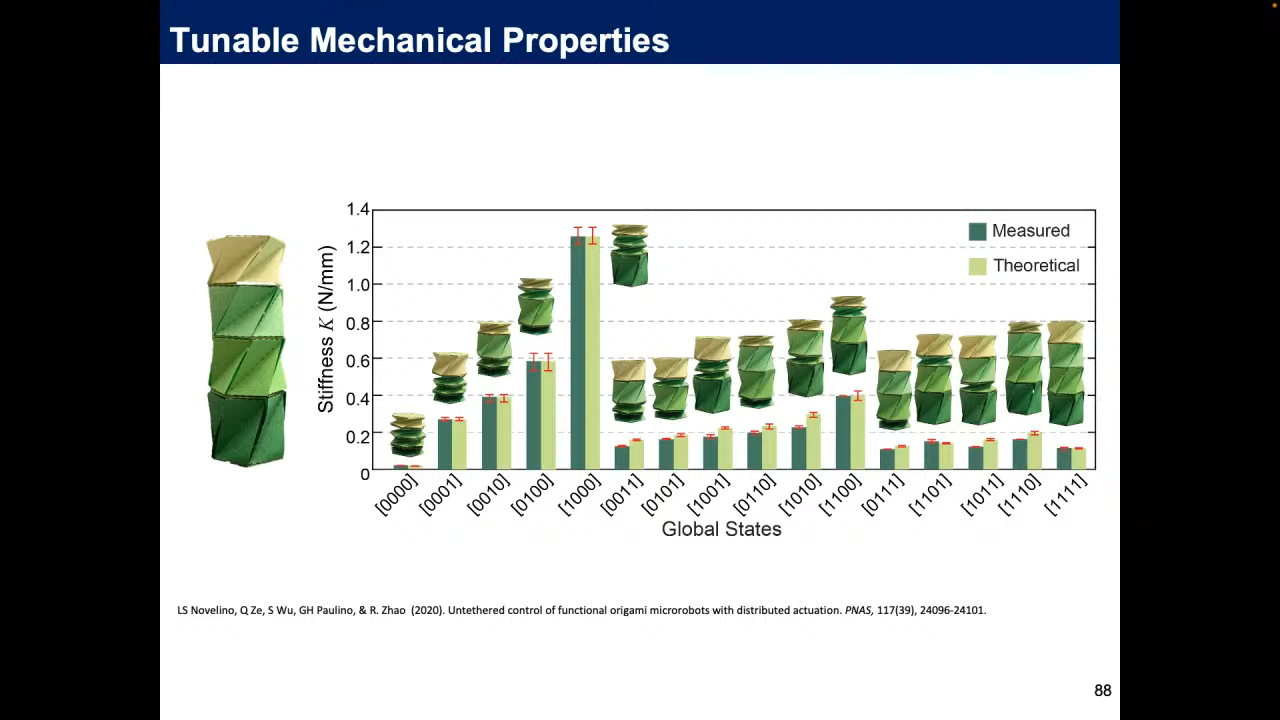 Tunable Mechanical Properties
1.4
1.2
1.0
0.8
0.6
0.4
0.2
0
Stiffness K (N/mm)
Measured
Theoretical
[0000] [0001] [0010] [0100] [1000] [0011] [0101] [1001] [0110] [1010] [1100] [0111] [1101] [1011] [1110] [1111]
Global States
LS Novelino, Q Ze, S Wu, GH Paulino, & R. Zhao (2020). Untethered control of functional origami microrobots with distributed actuation. PNAS, 117(39), 24096-24101.
88